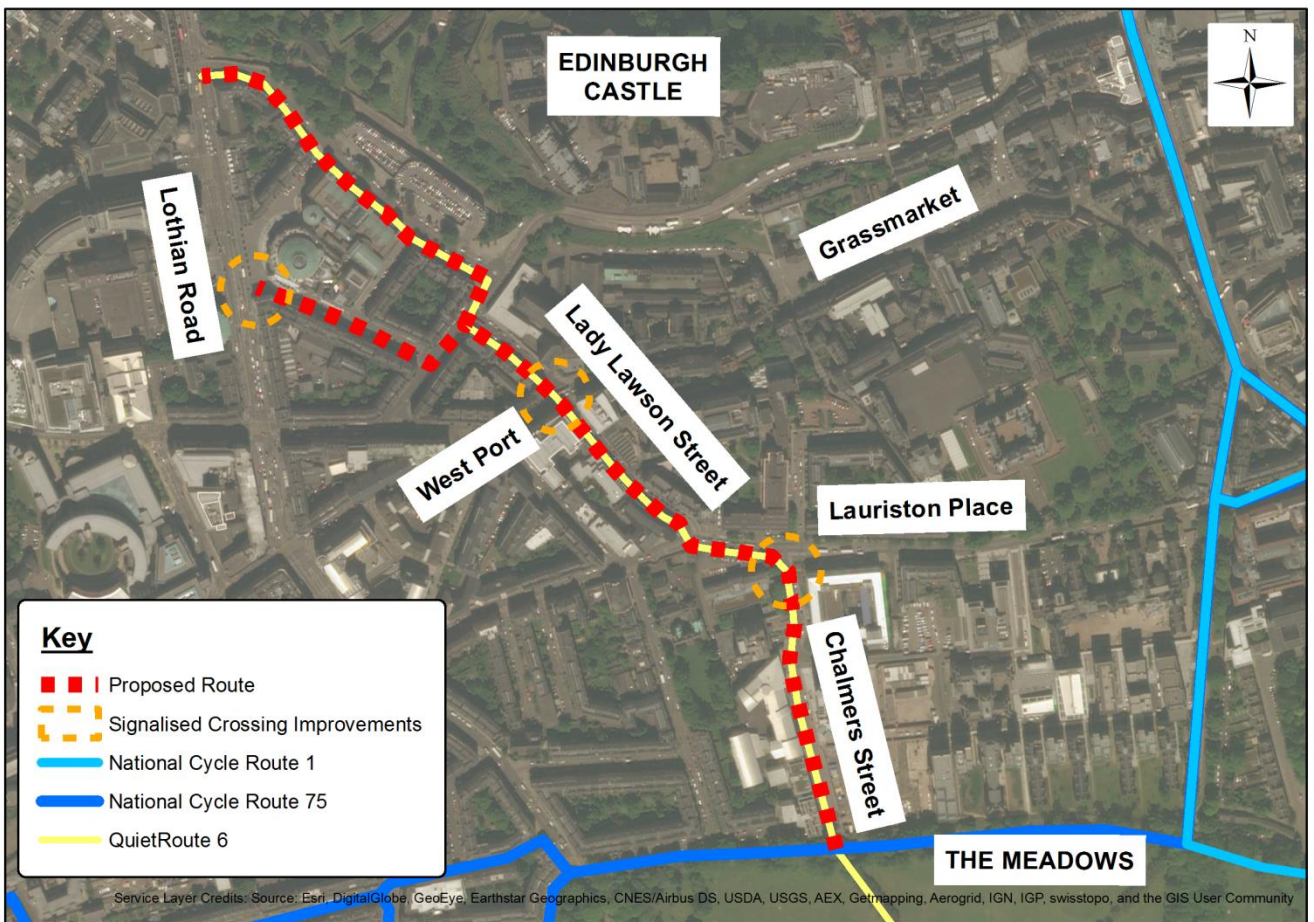 EDINBURGH
CASTLE
N
Grassmarket
Lothian Road
Lady Lawson Street
West Port
Lauriston Place
Chalmers Street
THE MEADOWS
Key
Proposed Route
Signalised Crossing Improvements
National Cycle Route 1
National Cycle Route 75
QuietRoute 6
Service Layer Credits: Source: Esri, DigitalGlobe, GeoEye, Earthstar Geographics, CNES/Airbus DS, USDA, USGS, AEX, Getmapping, Aerogrid, IGN, IGP, swisstopo, and the GIS User Community